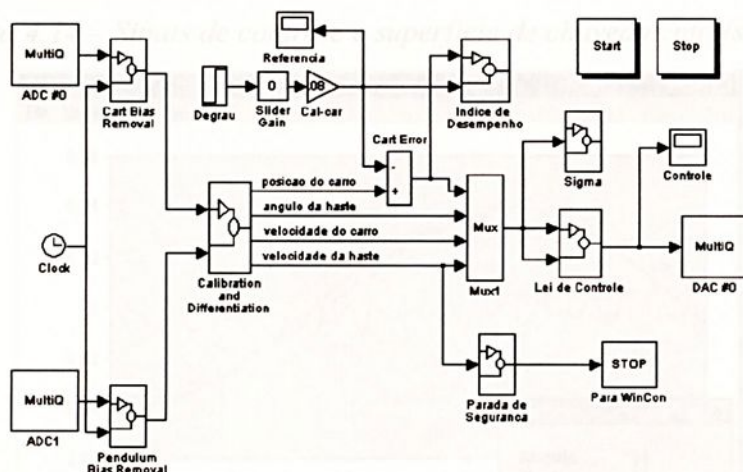 MultiQ
ADC #0
Cart Bias
Removal
Referencia
Degrau
0
Slider
Gain
.08
Cal-car
Indice de
Desempenho
Start
Stop
Cart Error
-
+
posicao do carro
angulo da haste
velocidade do carro
velocidade da haste
Calibration
and
Differentiation
Clock
Mux
Mux1
Sigma
Controle
Lei de Controle
MultiQ
DAC #0
MultiQ
ADC1
Pendulum
Bias Removal
Parada de
Seguranca
STOP
Para WinCon